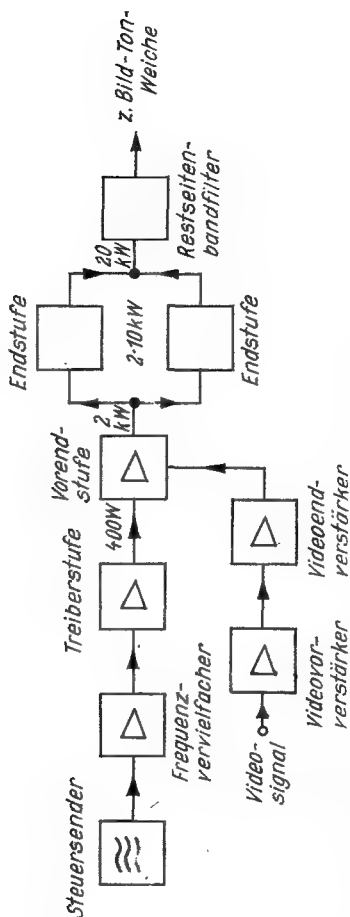 Steuersender
Frequenz-
vervielfacher
Treiberstufe
400W
Vorend-
stufe
2
kW
Endstufe
2·10kW
Endstufe
20
kW
Restseiten-
bandfilter
z. Bild-Ton-
Weiche
Video-
signal
Videovor-
verstärker
Videoend-
verstärker